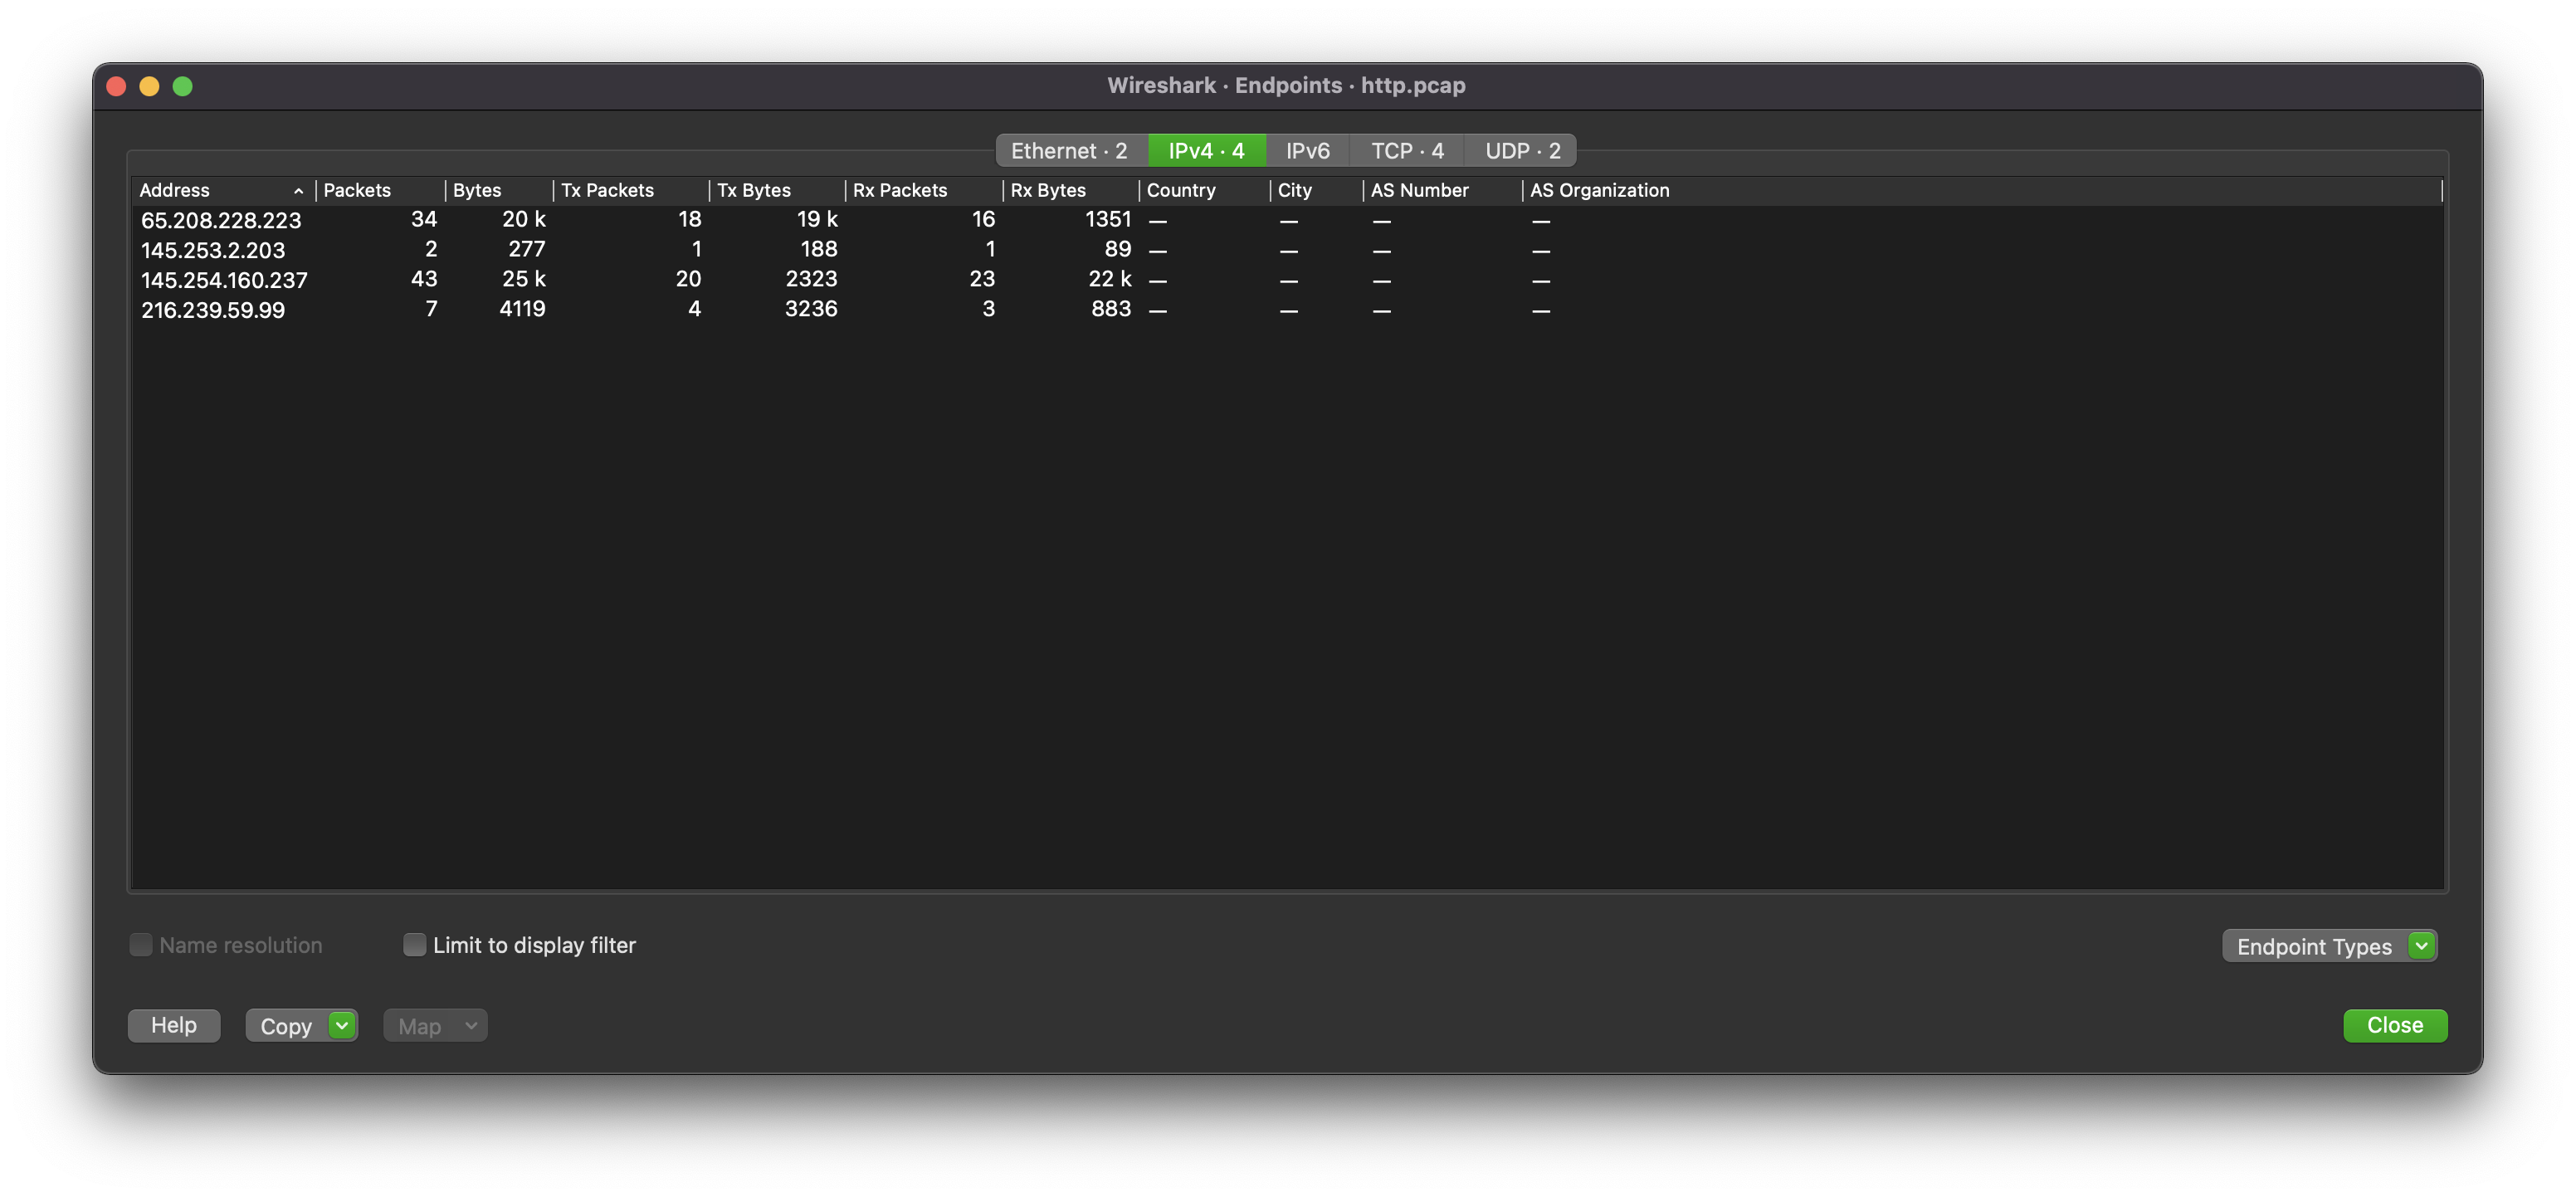 Wireshark · Endpoints · http.pcap
Ethernet · 2 IPv4 · 4 IPv6 TCP · 4 UDP · 2
Address Packets Bytes Tx Packets Tx Bytes Rx Packets Rx Bytes Country City AS Number AS Organization
65.208.228.223 34 20 k 18 19 k 16 1351 — — — —
145.253.2.203 2 277 1 188 1 89 — — — —
145.254.160.237 43 25 k 20 2323 23 22 k — — — —
216.239.59.99 7 4119 4 3236 3 883 — — — —
Name resolution Limit to display filter Endpoint Types
Help Copy Map Close